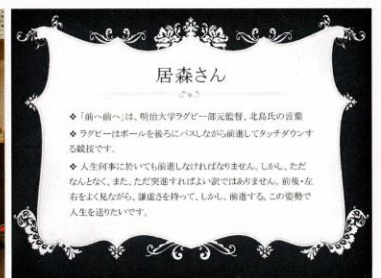 居森さん
❖「前へ前へ」は、明治大学ラグビー部元監督、北島氏の言葉
❖ ラグビーはボールを後ろにパスしながら前進してタッチダウンす
る競技です。
❖ 人生何事に於いても前進しなければなりません。しかし、ただ
なんとなく、また、ただ突進すればよい訳ではありません。前後・左
右をよく見ながら、謙虚さを持って、しかし、前進する。この姿勢で
人生を送りたいです。